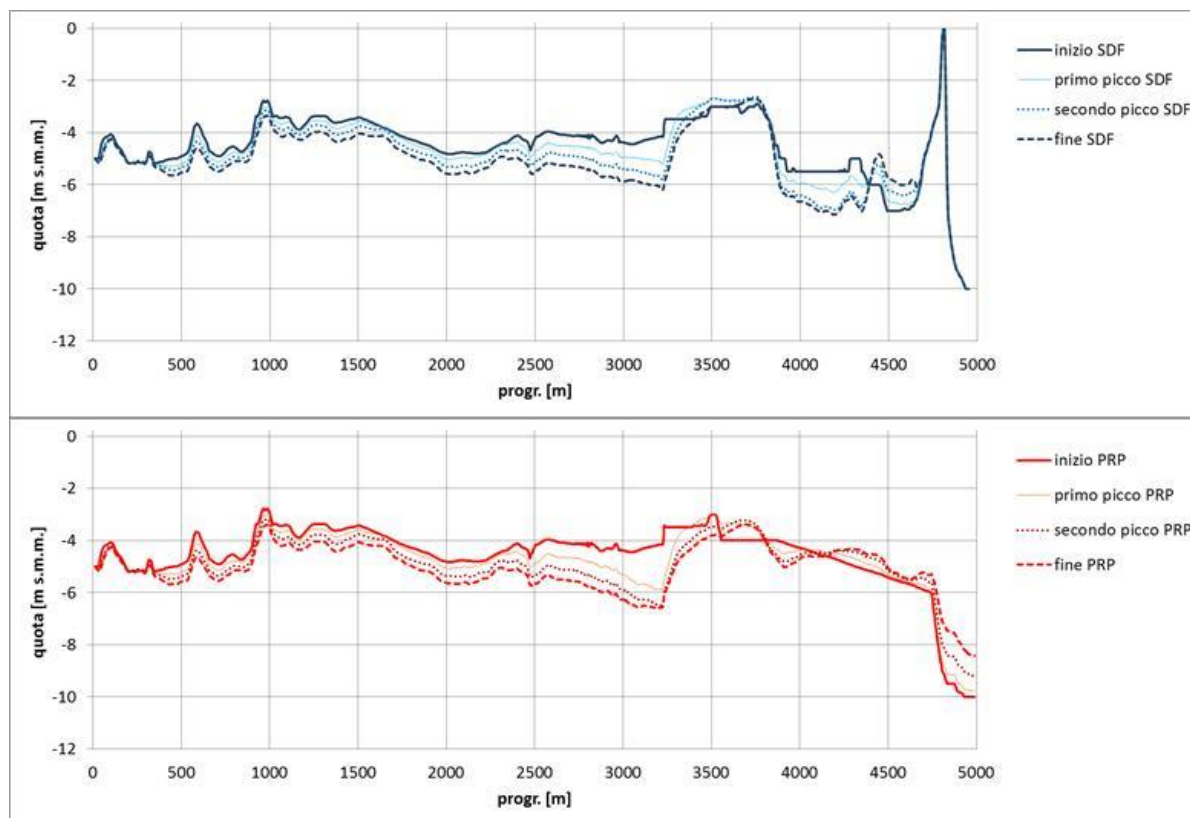 0
-2
-4
-6
-8
-10
-12
quota [m s.m.m.]
0 500 1000 1500 2000 2500 3000 3500 4000 4500 5000
progr. [m]
inizio SDF
primo picco SDF
secondo picco SDF
fine SDF
0
-2
-4
-6
-8
-10
-12
quota [m s.m.m.]
0 500 1000 1500 2000 2500 3000 3500 4000 4500 5000
progr. [m]
inizio PRP
primo picco PRP
secondo picco PRP
fine PRP